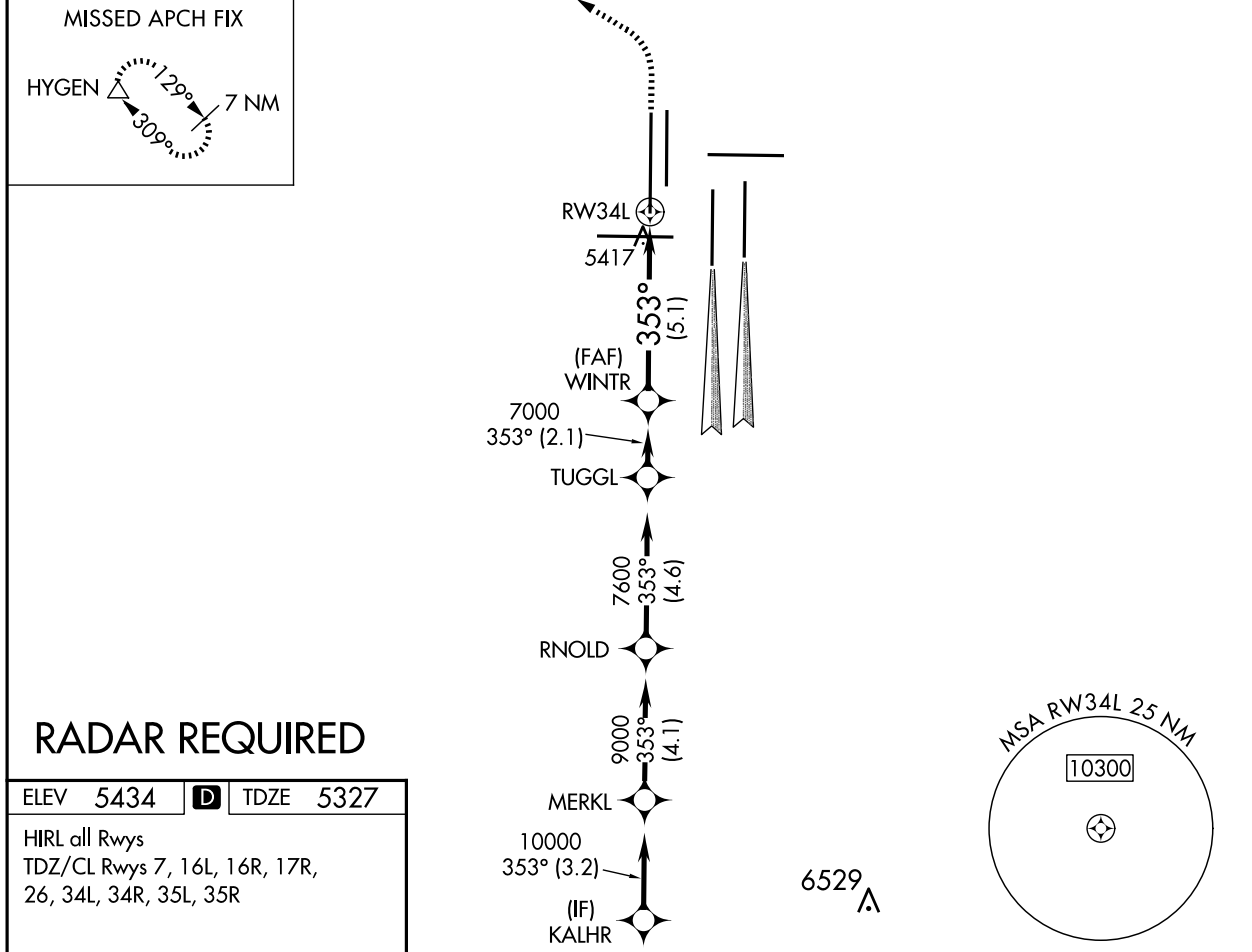 MISSED APCH FIX
HYGEN
129°
7 NM
309°
RW34L
5417
353°
(5.1)
(FAF)
WINTR
7000
353° (2.1)
TUGGL
7600
353°
(4.6)
RNOLD
9000
353°
(4.1)
MERKL
10000
353° (3.2)
(IF)
KALHR
6529
MSA RW34L 25 NM
10300
RADAR REQUIRED
ELEV 5434 D TDZE 5327
HIRL all Rwys
TDZ/CL Rwys 7, 16L, 16R, 17R,
26, 34L, 34R, 35L, 35R